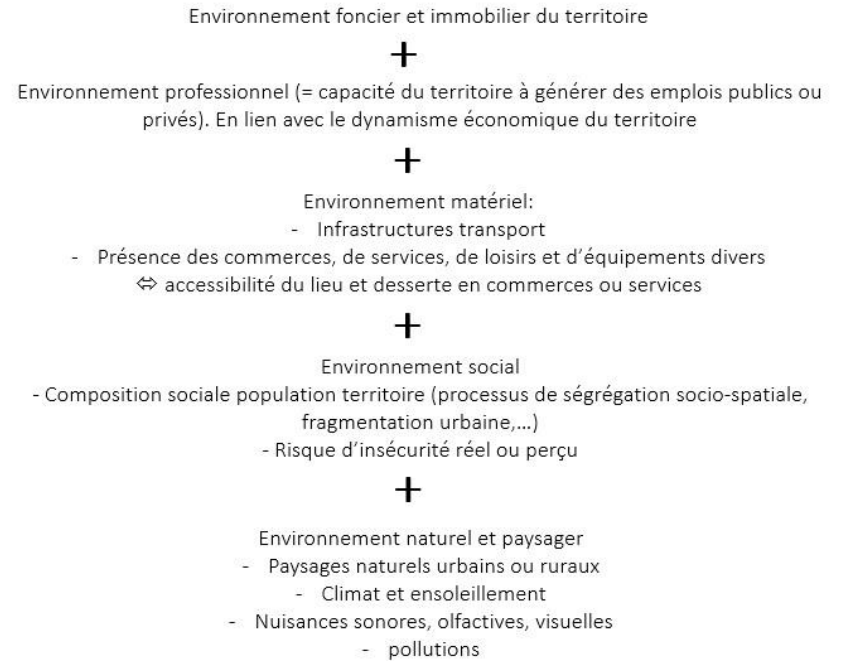 Environnement foncier et immobilier du territoire
+
Environnement professionnel (= capacité du territoire à générer des emplois publics ou
privés). En lien avec le dynamisme économique du territoire
+
Environnement matériel:
- Infrastructures transport
- Présence des commerces, de services, de loisirs et d’équipements divers
⇔ accessibilité du lieu et desserte en commerces ou services
+
Environnement social
- Composition sociale population territoire (processus de ségrégation socio-spatiale,
fragmentation urbaine,...)
- Risque d’insécurité réel ou perçu
+
Environnement naturel et paysager
- Paysages naturels urbains ou ruraux
- Climat et ensoleillement
- Nuisances sonores, olfactives, visuelles
- pollutions